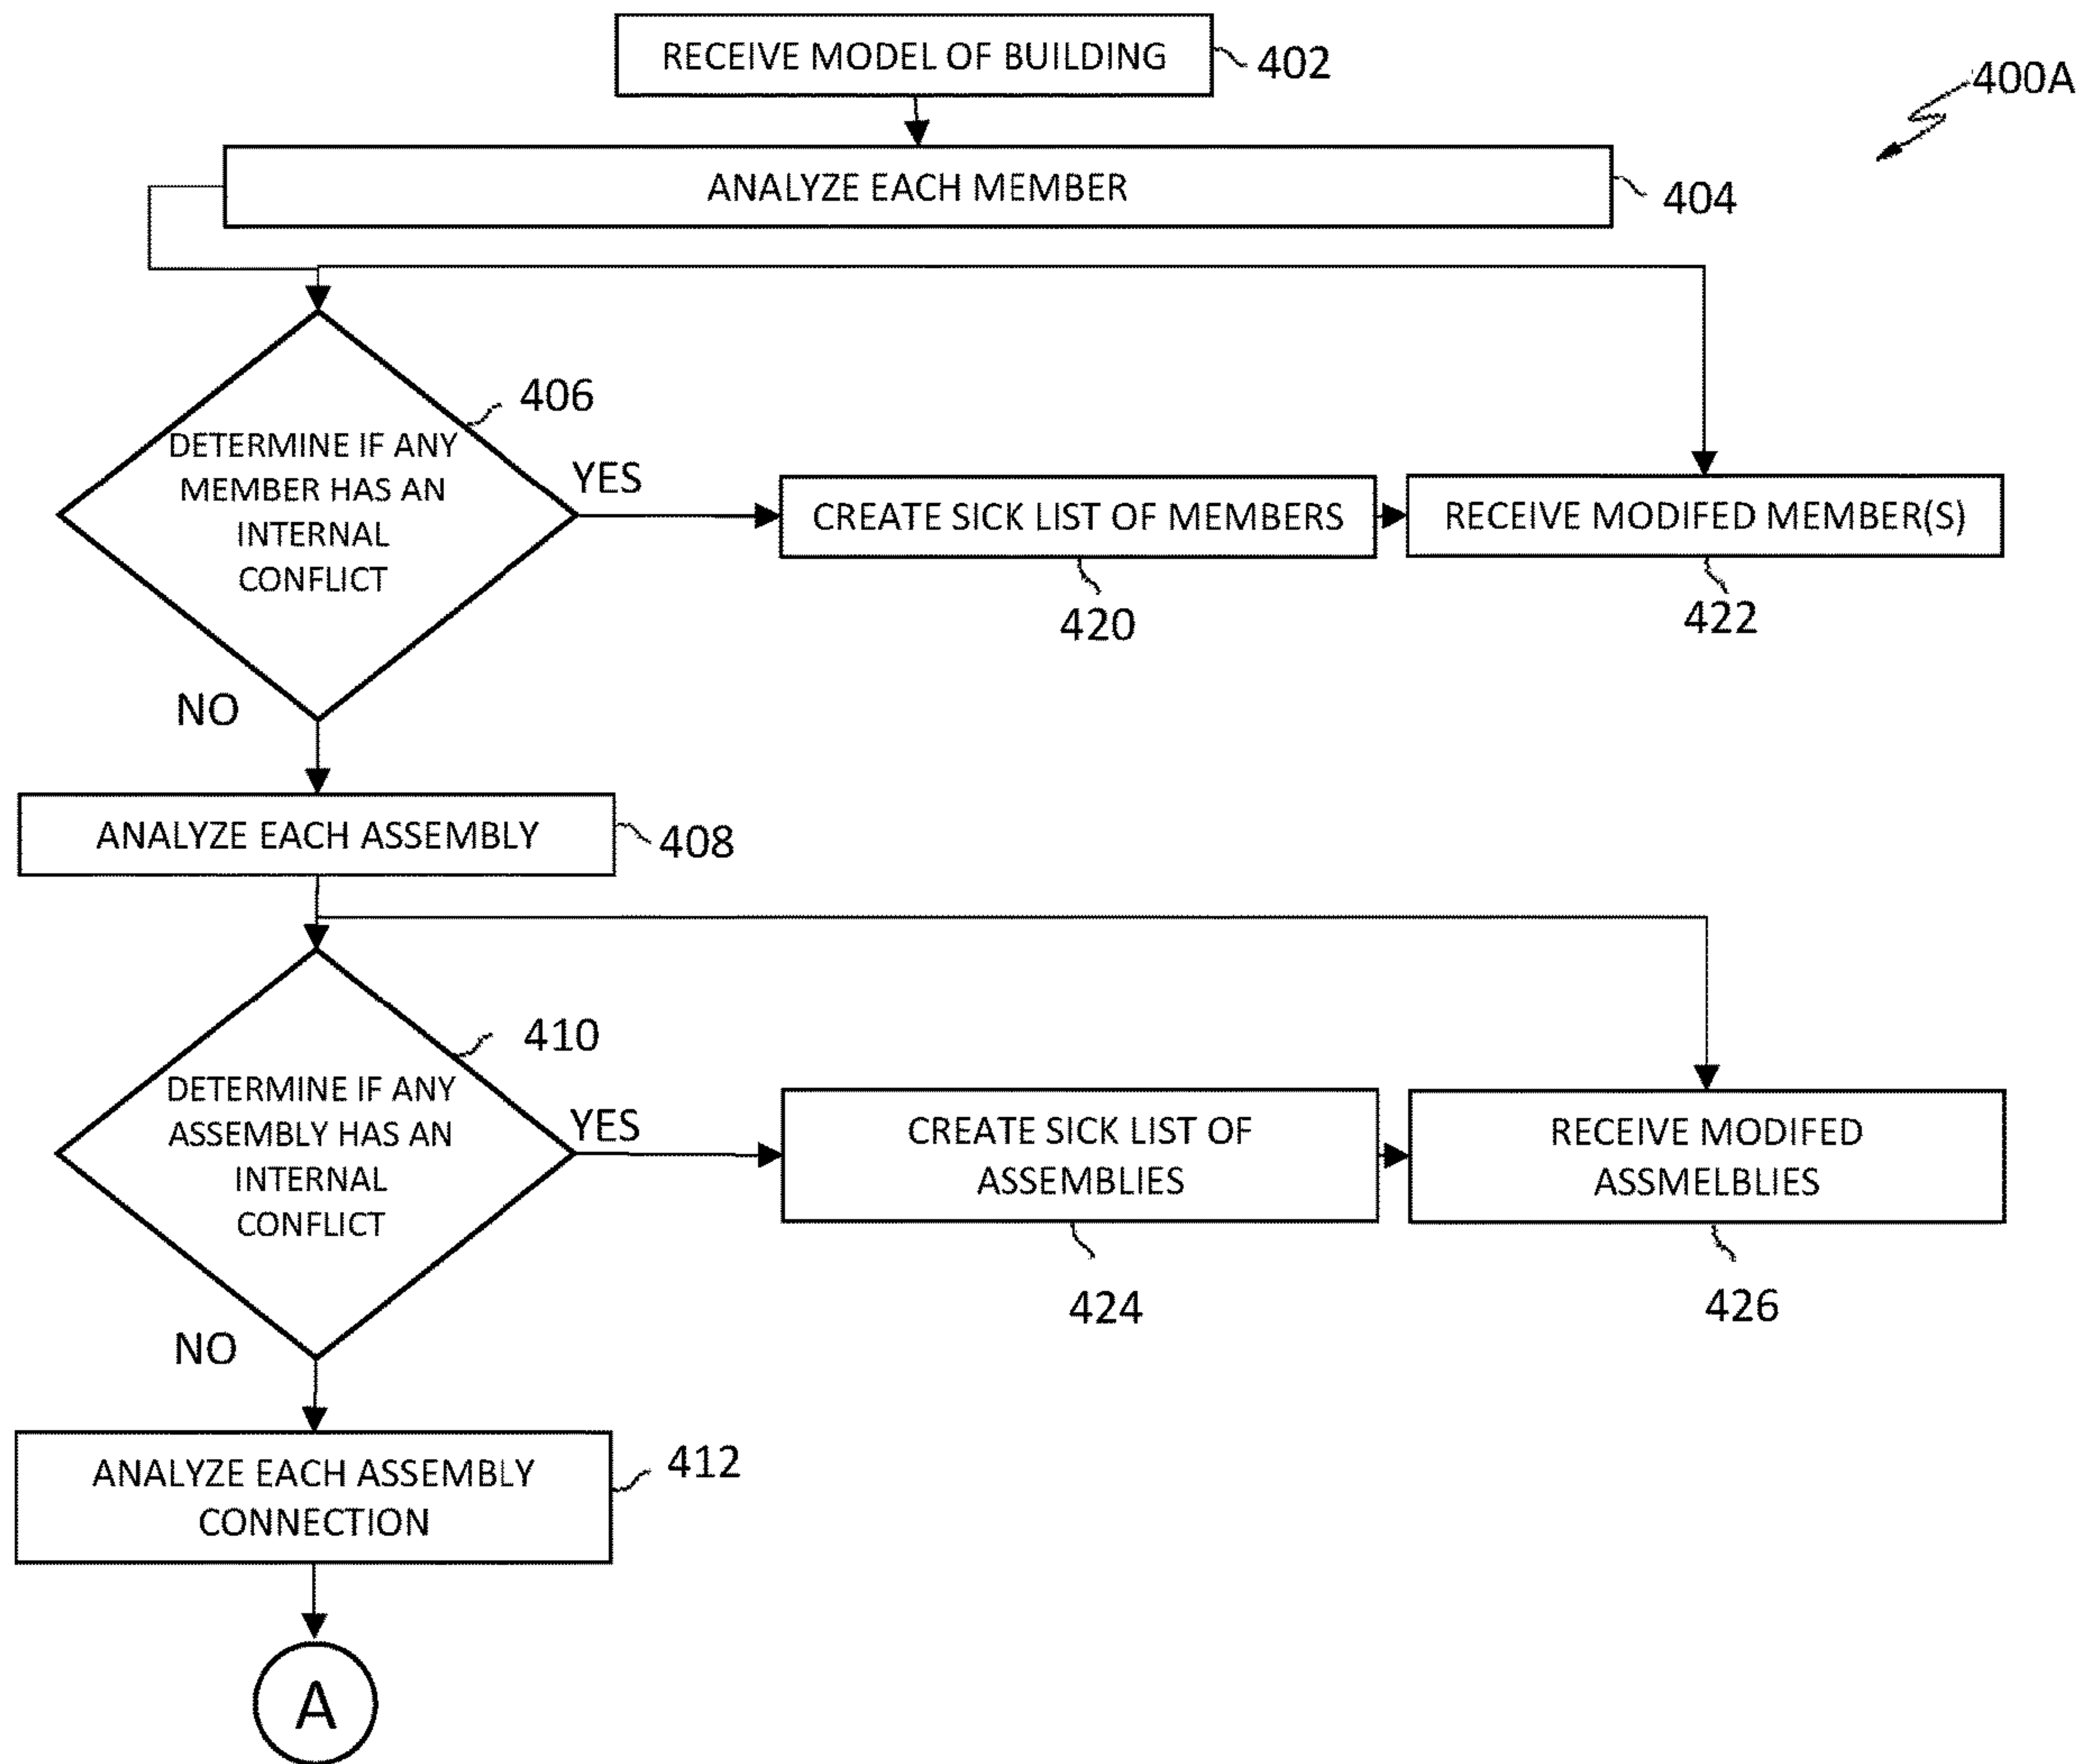 RECEIVE MODEL OF BUILDING
402
400A
ANALYZE EACH MEMBER
404
406
DETERMINE IF ANY
MEMBER HAS AN
INTERNAL
CONFLICT
YES
CREATE SICK LIST OF MEMBERS
RECEIVE MODIFED MEMBER(S)
420
422
NO
ANALYZE EACH ASSEMBLY
408
410
DETERMINE IF ANY
ASSEMBLY HAS AN
INTERNAL
CONFLICT
YES
CREATE SICK LIST OF
ASSEMBLIES
RECEIVE MODIFED
ASSMELBLIES
424
426
NO
ANALYZE EACH ASSEMBLY
CONNECTION
412
A